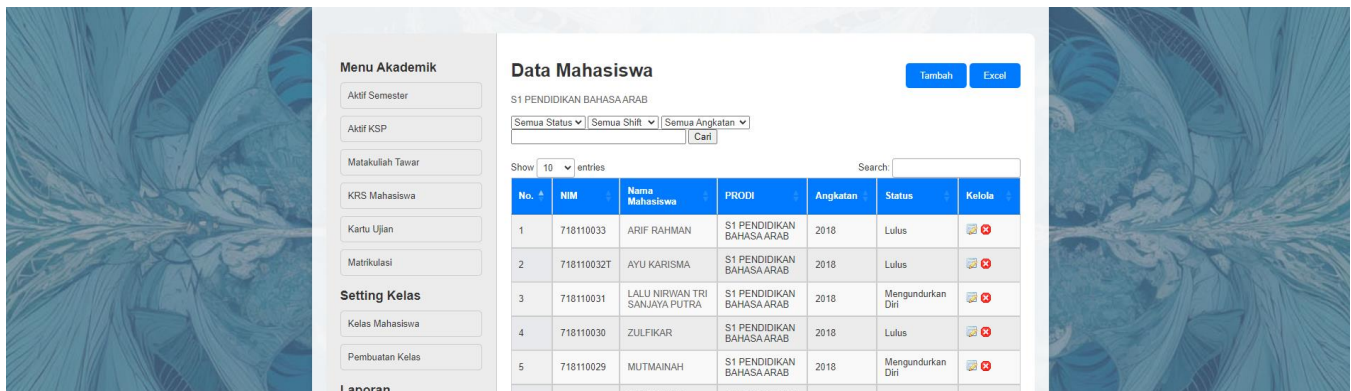 Menu Akademik
Aktif Semester
Aktif KSP
Matakuliah Tawar
KRS Mahasiswa
Kartu Ujian
Matrikulasi
Setting Kelas
Kelas Mahasiswa
Pembuatan Kelas
Laporan
Data Mahasiswa
Tambah Excel
S1 PENDIDIKAN BAHASA ARAB
Semua Status Semua Shift Semua Angkatan
Cari
Show 10 entries Search:
No. NIM Nama Mahasiswa PRODI Angkatan Status Kelola
1 718110033 ARIF RAHMAN S1 PENDIDIKAN BAHASA ARAB 2018 Lulus
2 718110032T AYU KARISMA S1 PENDIDIKAN BAHASA ARAB 2018 Lulus
3 718110031 LALU NIRWAN TRI SANJAYA PUTRA S1 PENDIDIKAN BAHASA ARAB 2018 Mengundurkan Diri
4 718110030 ZULFIKAR S1 PENDIDIKAN BAHASA ARAB 2018 Lulus
5 718110029 MUTMAINAH S1 PENDIDIKAN BAHASA ARAB 2018 Mengundurkan Diri